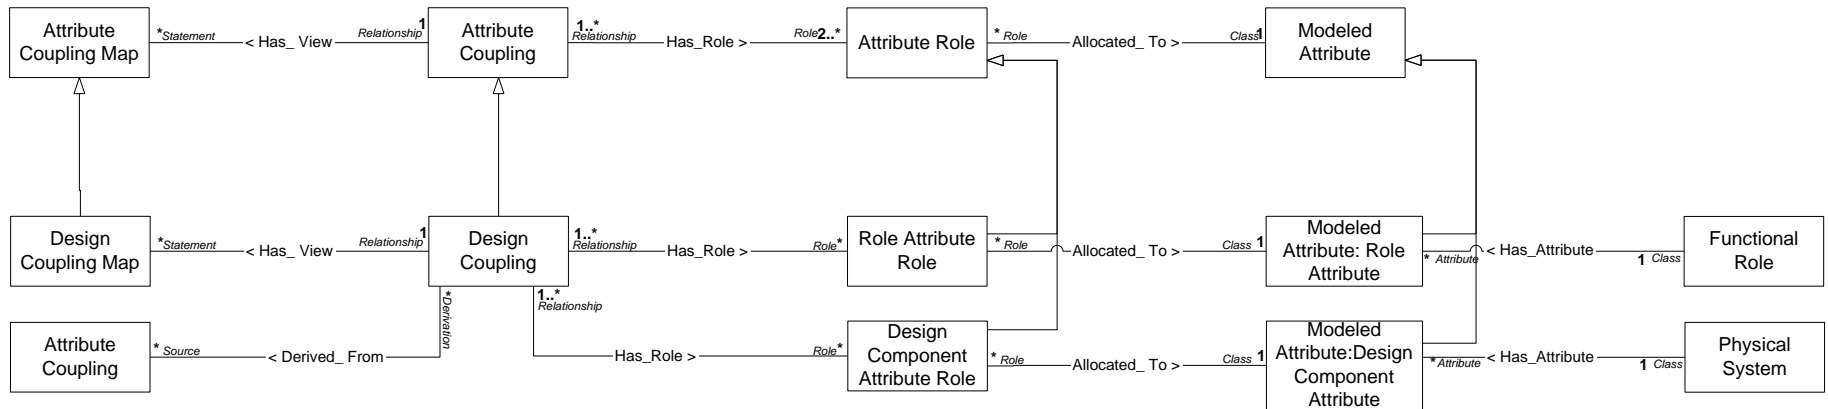 Attribute
Coupling Map
*Statement
< Has_ View
Relationship
1
Attribute
Coupling
1..*
Relationship
Has_Role >
Role2..*
Attribute Role
* Role
Allocated_ To >
Class1
Modeled
Attribute
Design
Coupling Map
*Statement
< Has_ View
Relationship
1
Design
Coupling
1..*
Relationship
Has_Role >
Role*
Role Attribute
Role
* Role
Allocated_ To >
Class 1
Modeled
Attribute: Role
Attribute
* Attribute
< Has_Attribute
1 Class
Functional
Role
*Derivation
1..*
Relationship
Attribute
Coupling
* Source
< Derived_ From
Has_Role >
Role*
Design
Component
Attribute Role
* Role
Allocated_ To >
Class 1
Modeled
Attribute:Design
Component
Attribute
*Attribute
< Has_Attribute
1 Class
Physical
System